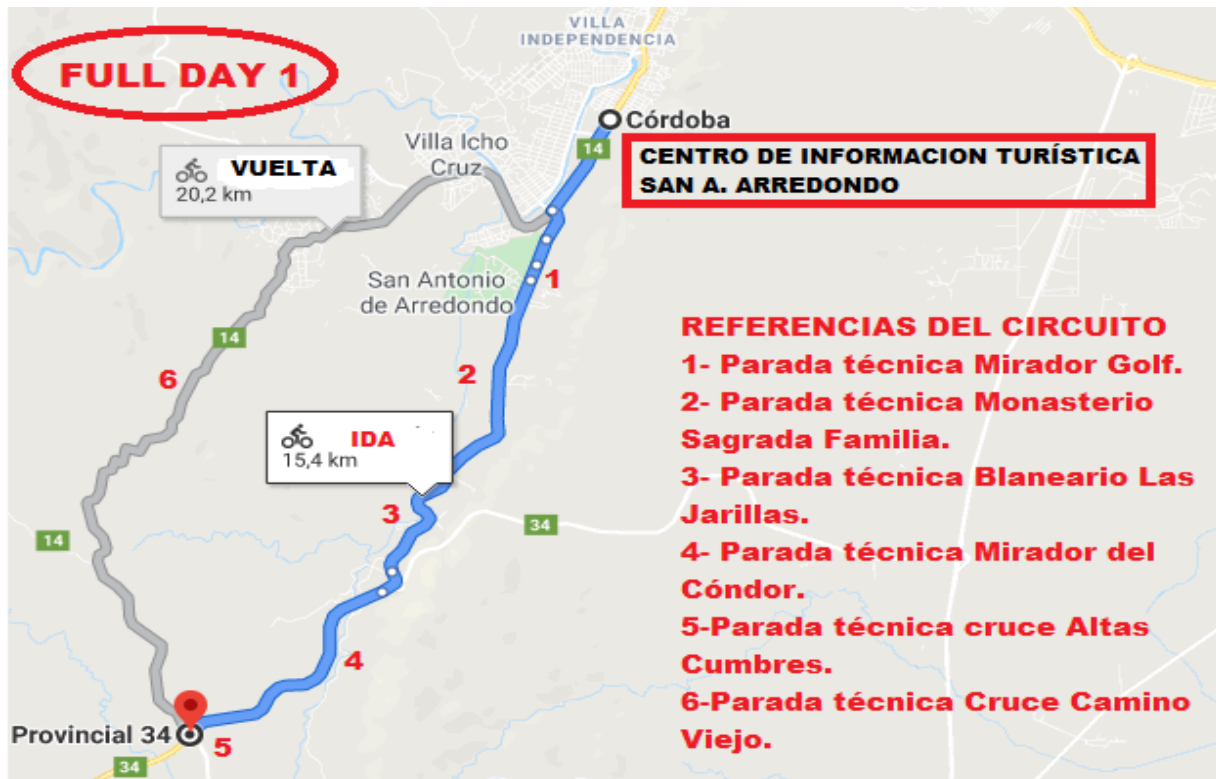 VILLA
INDEPENDENCIA
FULL DAY 1
Córdoba
14
CENTRO DE INFORMACION TURÍSTICA
SAN A. ARREDONDO
Villa Icho
Cruz
VUELTA
20,2 km
San Antonio
de Arredondo
1
REFERENCIAS DEL CIRCUITO
1- Parada técnica Mirador Golf.
2- Parada técnica Monasterio
Sagrada Familia.
3- Parada técnica Blaneario Las
Jarillas.
4- Parada técnica Mirador del
Cóndor.
5-Parada técnica cruce Altas
Cumbres.
6-Parada técnica Cruce Camino
Viejo.
14
6
2
IDA
15,4 km
3
34
14
4
Provincial 34
5
34